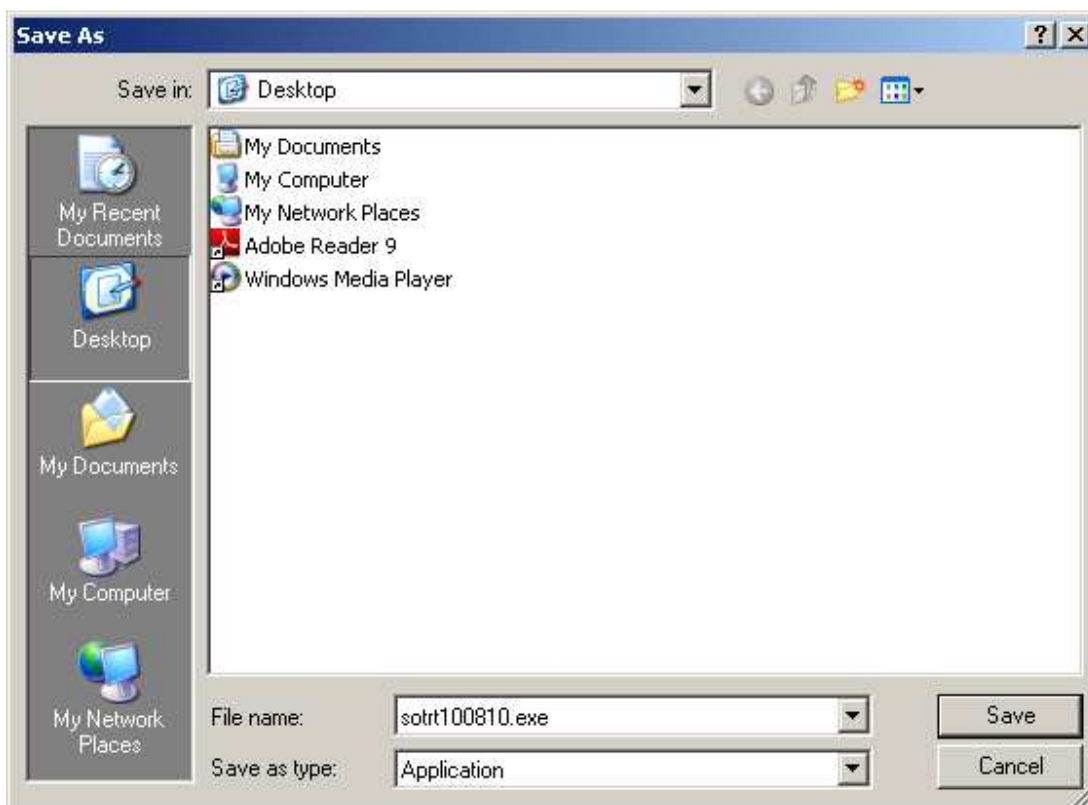 Save As
Save in:
Desktop
My Recent
Documents
Desktop
My Documents
My Computer
My Network
Places
My Documents
My Computer
My Network Places
Adobe Reader 9
Windows Media Player
File name:
sotrt100810.exe
Save
Save as type:
Application
Cancel